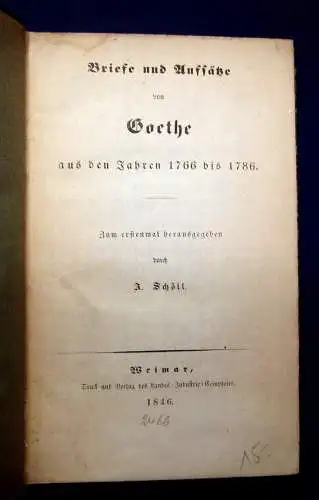 Briefe und Aufsätze
von
Goethe
aus den Jahren 1766 bis 1786.
Zum erstenmal herausgegeben
durch
A. Schöll.
Weimar,
Druck und Verlag des Landes-Industrie-Comptoirs.
1846.